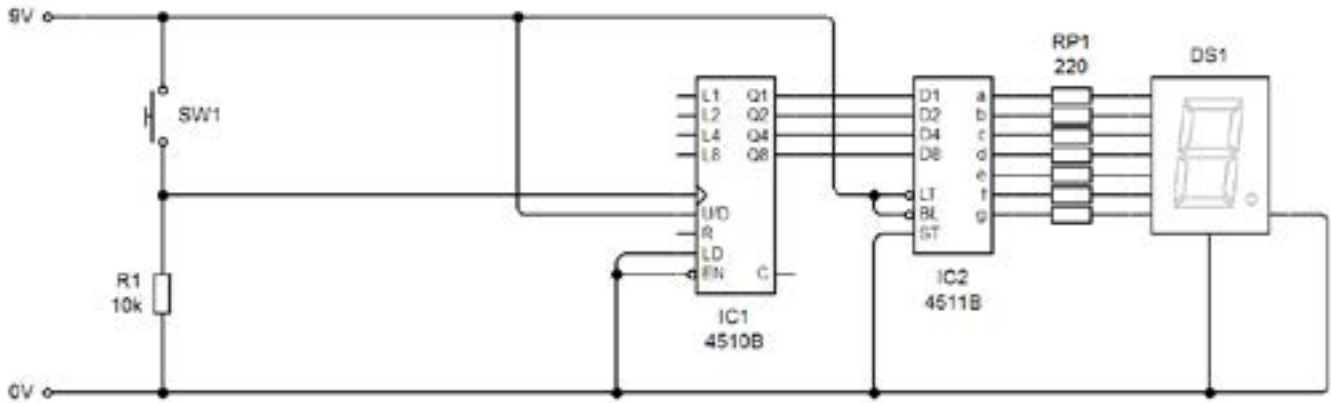 9V
RP1
220
DS1
SW1
L1 Q1
L2 Q2
L4 Q4
L8 Q8
U/D
R
LD
EN C
IC1
4510B
D1 a
D2 b
D4 c
D8 d
e
LT f
BL g
ST
IC2
4511B
R1
10k
0V